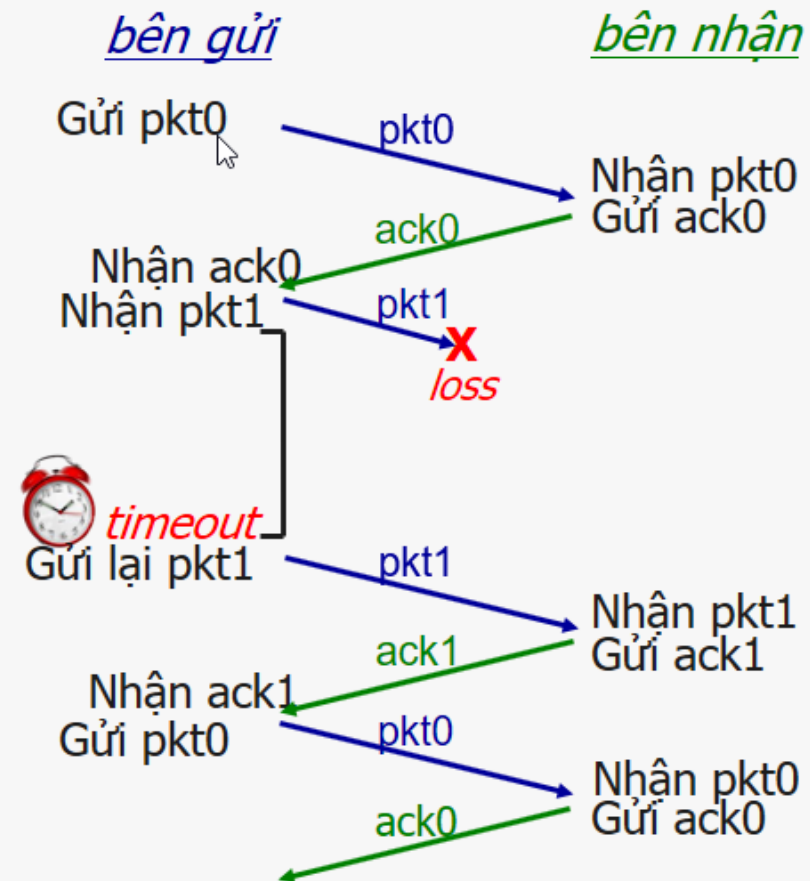 bên gửi
bên nhận
Gửi pkt0
pkt0
Nhận pkt0
Gửi ack0
ack0
Nhận ack0
Nhận pkt1
pkt1
X
loss
timeout
Gửi lại pkt1
pkt1
Nhận pkt1
Gửi ack1
ack1
Nhận ack1
Gửi pkt0
pkt0
Nhận pkt0
Gửi ack0
ack0